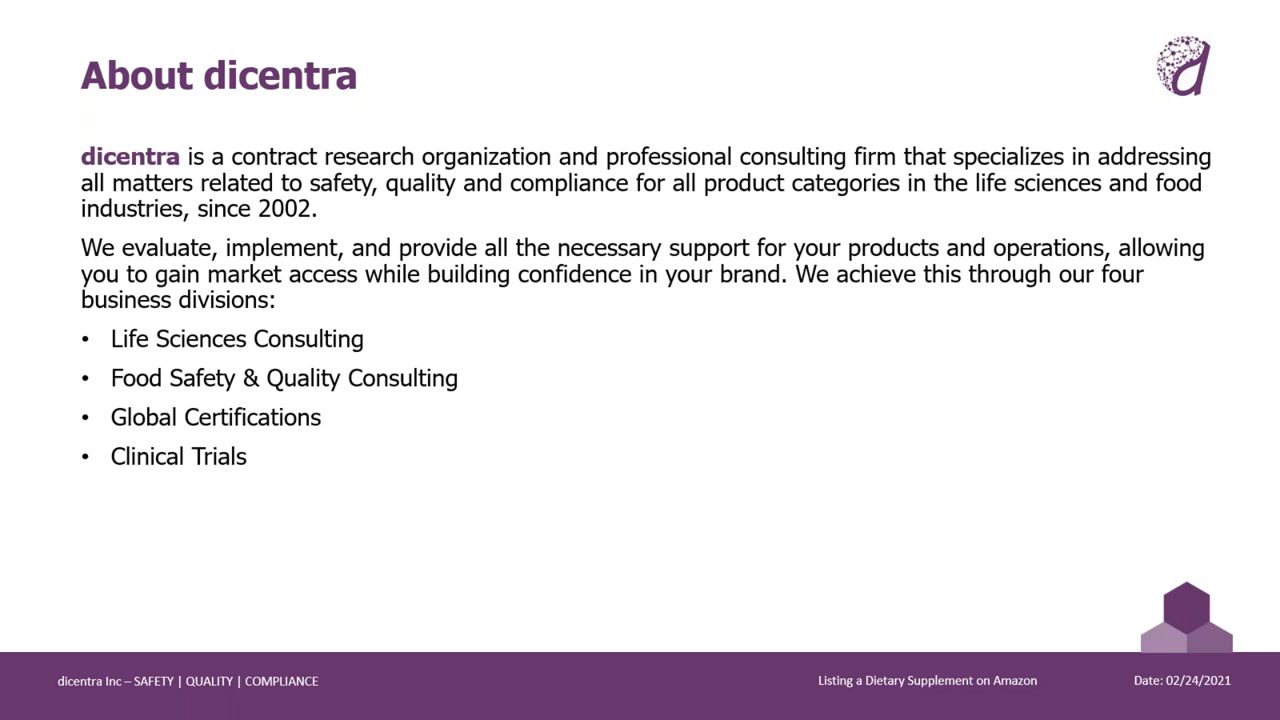 About dicentra
dicentra is a contract research organization and professional consulting firm that specializes in addressing
all matters related to safety, quality and compliance for all product categories in the life sciences and food
industries, since 2002.
We evaluate, implement, and provide all the necessary support for your products and operations, allowing
you to gain market access while building confidence in your brand. We achieve this through our four
business divisions:
• Life Sciences Consulting
• Food Safety & Quality Consulting
• Global Certifications
• Clinical Trials
dicentra Inc – SAFETY | QUALITY | COMPLIANCE
Listing a Dietary Supplement on Amazon
Date: 02/24/2021